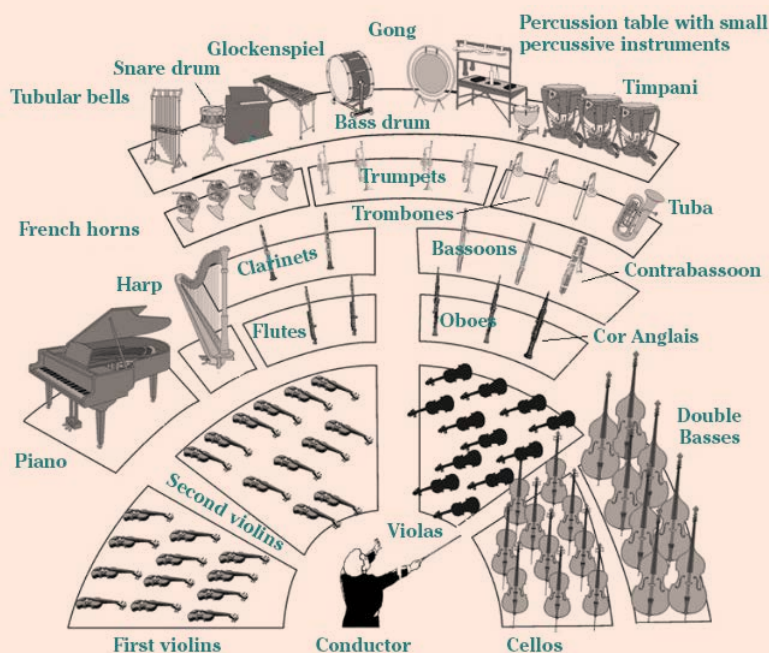 Percussion table with small
percussive instruments
Gong
Glockenspiel
Snare drum
Tubular bells
Timpani
Bass drum
Trumpets
Trombones
Tuba
French horns
Clarinets
Bassoons
Contrabassoon
Harp
Flutes
Oboes
Cor Anglais
Double
Basses
Piano
Second violins
Violas
First violins
Conductor
Cellos